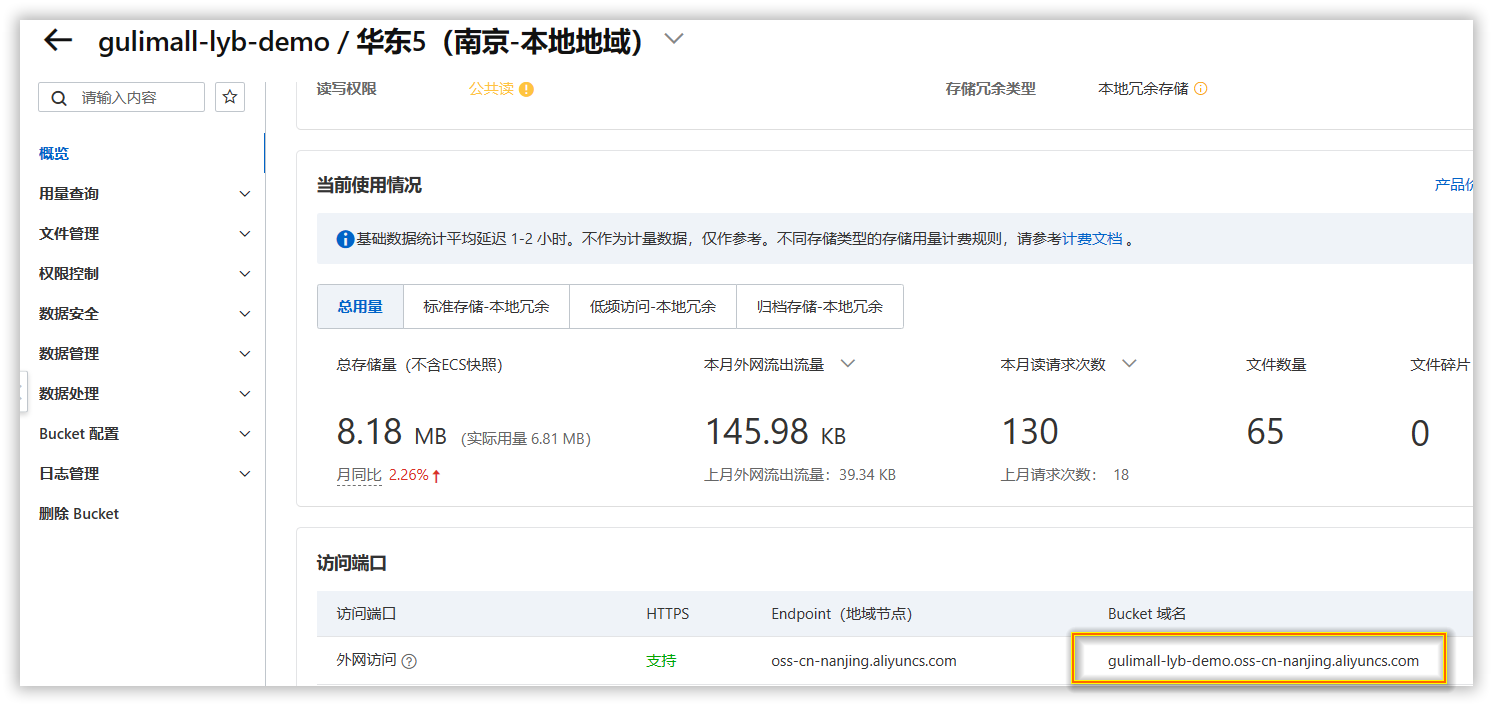 gulimall-lyb-demo / 华东5（南京-本地地域）
请输入内容
概览
用量查询
文件管理
权限控制
数据安全
数据管理
数据处理
Bucket 配置
日志管理
删除 Bucket
读写权限 公共读 存储冗余类型 本地冗余存储
当前使用情况 产品价
基础数据统计平均延迟 1-2 小时。不作为计量数据，仅作参考。不同存储类型的存储用量计费规则，请参考计费文档 。
总用量 标准存储-本地冗余 低频访问-本地冗余 归档存储-本地冗余
总存储量（不含ECS快照） 本月外网流出流量 本月读请求次数 文件数量 文件碎片
8.18 MB （实际用量 6.81 MB） 145.98 KB 130 65 0
月同比 2.26% 上月外网流出流量：39.34 KB 上月请求次数： 18
访问端口
访问端口 HTTPS Endpoint（地域节点） Bucket 域名
外网访问 支持 oss-cn-nanjing.aliyuncs.com gulimall-lyb-demo.oss-cn-nanjing.aliyuncs.com